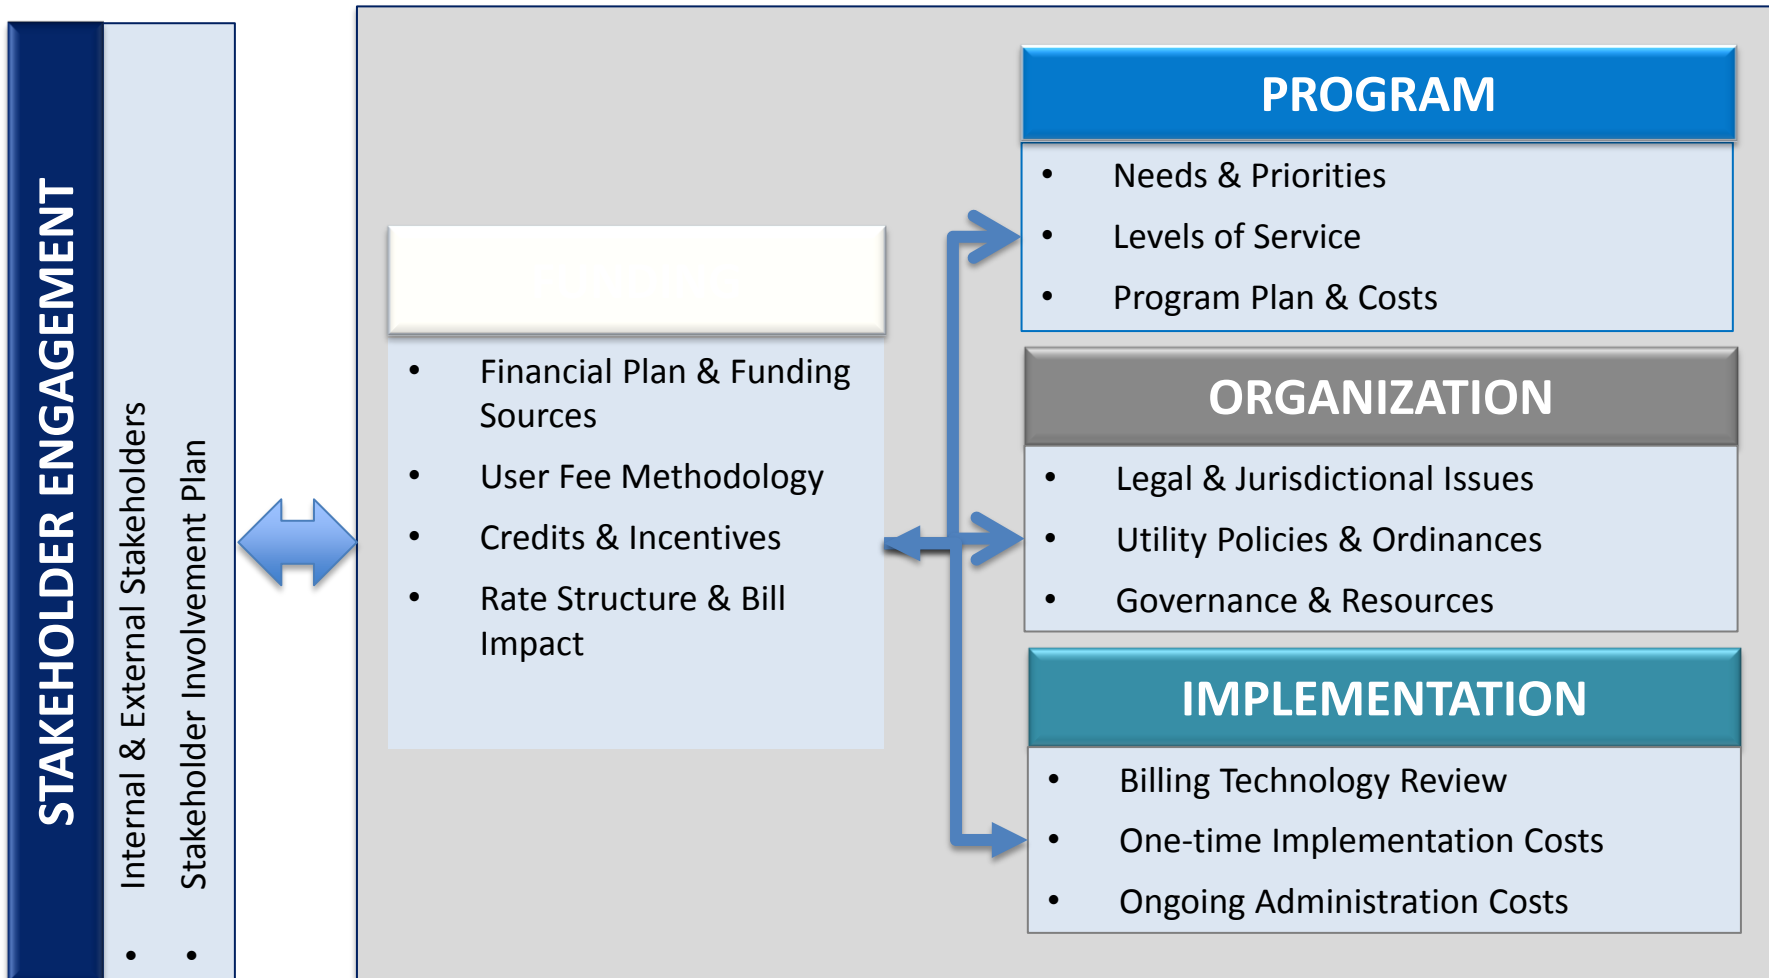 STAKEHOLDER ENGAGEMENT
• Internal & External Stakeholders
• Stakeholder Involvement Plan
• Financial Plan & Funding
Sources
• User Fee Methodology
• Credits & Incentives
• Rate Structure & Bill
Impact
PROGRAM
• Needs & Priorities
• Levels of Service
• Program Plan & Costs
ORGANIZATION
• Legal & Jurisdictional Issues
• Utility Policies & Ordinances
• Governance & Resources
IMPLEMENTATION
• Billing Technology Review
• One-time Implementation Costs
• Ongoing Administration Costs